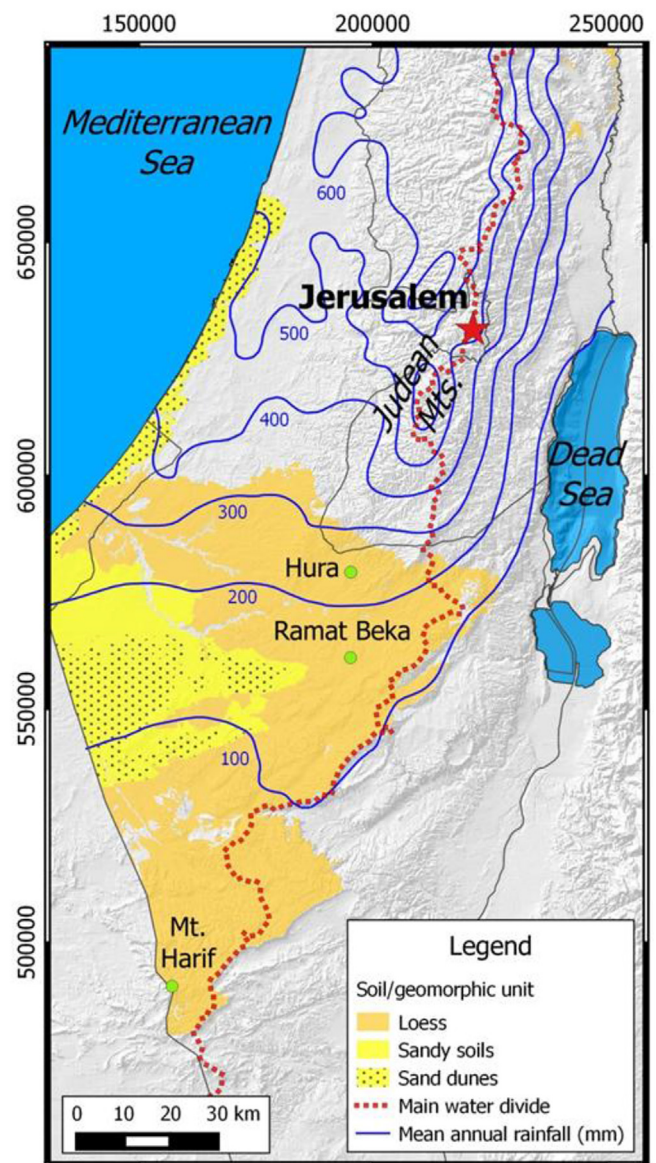 150000 200000 250000
Mediterranean
Sea
600
650000
Jerusalem
500
Judean
Mts.
400
600000
Dead
Sea
300
Hura
200
Ramat Beka
550000
100
500000
Mt.
Harif
Legend
Soil/geomorphic unit
Loess
Sandy soils
Sand dunes
Main water divide
Mean annual rainfall (mm)
0 10 20 30 km